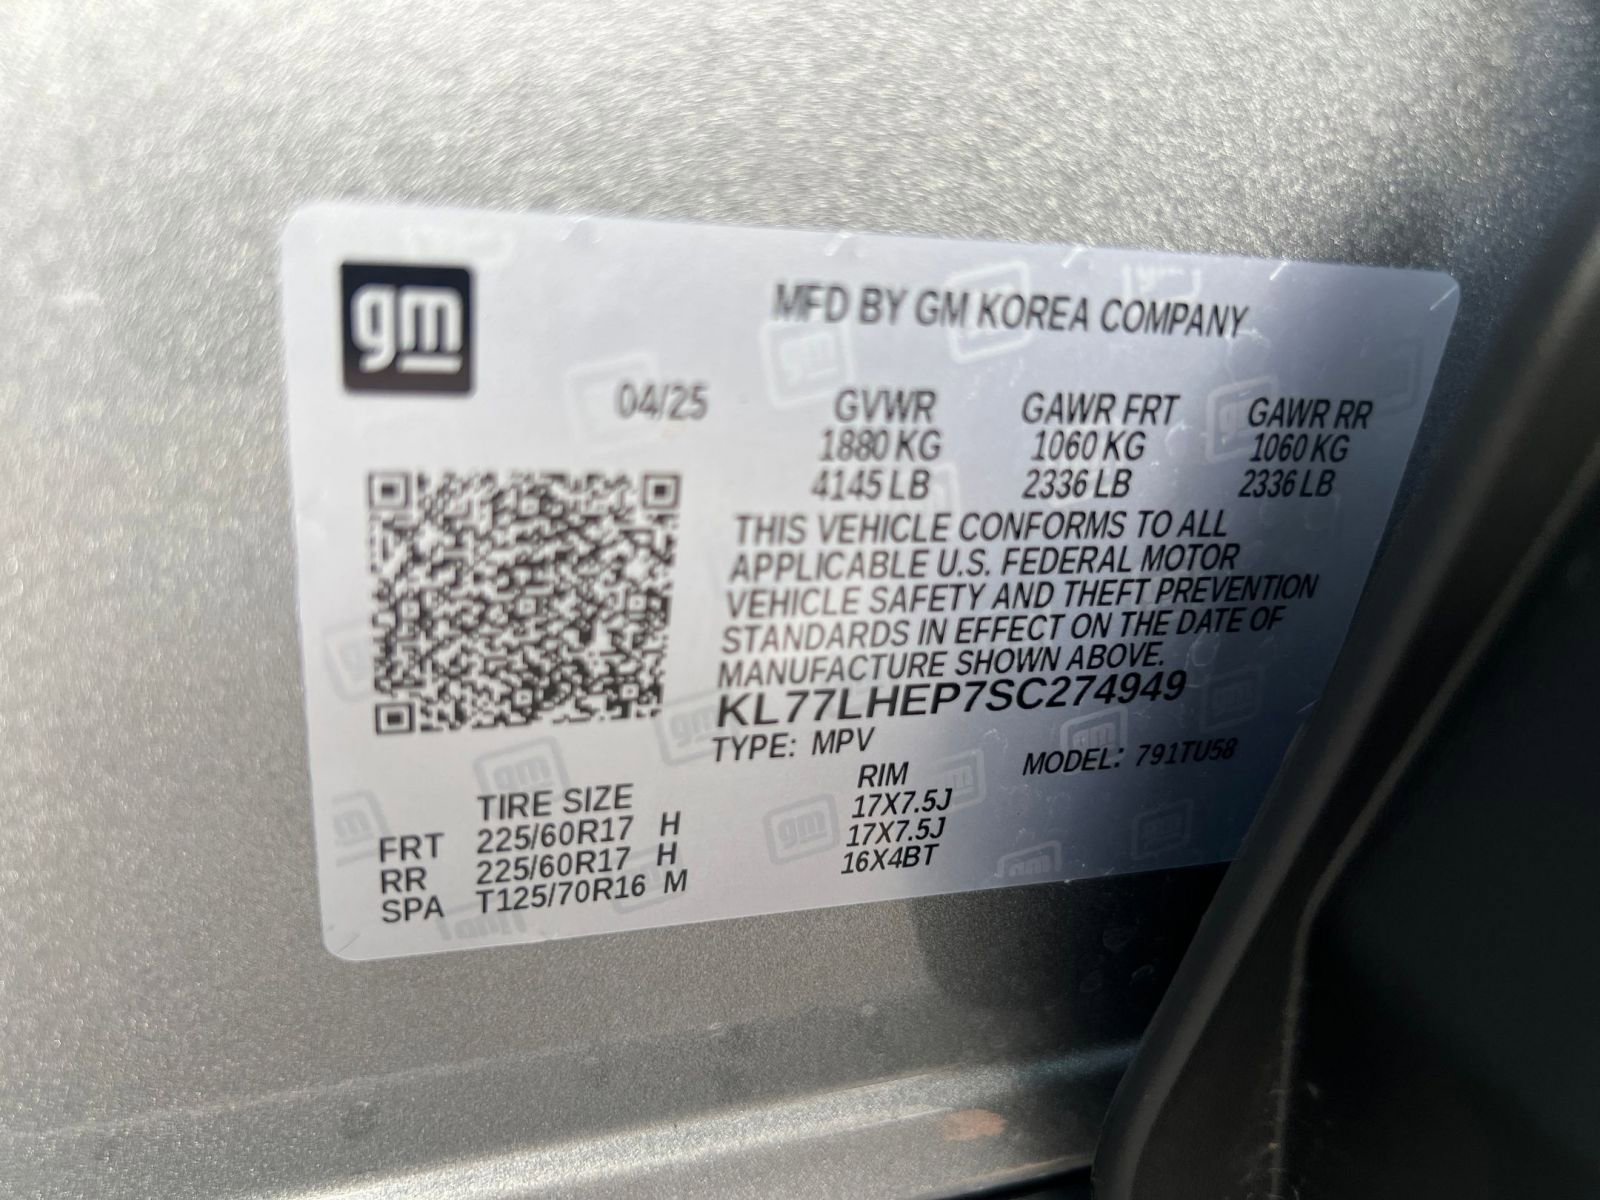 gm
MFD BY GM KOREA COMPANY
04/25 GVWR GAWR FRT GAWR RR
1880 KG 1060 KG 1060 KG
4145 LB 2336 LB 2336 LB
THIS VEHICLE CONFORMS TO ALL
APPLICABLE U.S. FEDERAL MOTOR
VEHICLE SAFETY AND THEFT PREVENTION
STANDARDS IN EFFECT ON THE DATE OF
MANUFACTURE SHOWN ABOVE.
KL77LHEP7SC274949
TYPE: MPV MODEL: 791TU58
TIRE SIZE RIM
FRT 225/60R17 H 17X7.5J
RR 225/60R17 H 17X7.5J
SPA T125/70R16 M 16X4BT